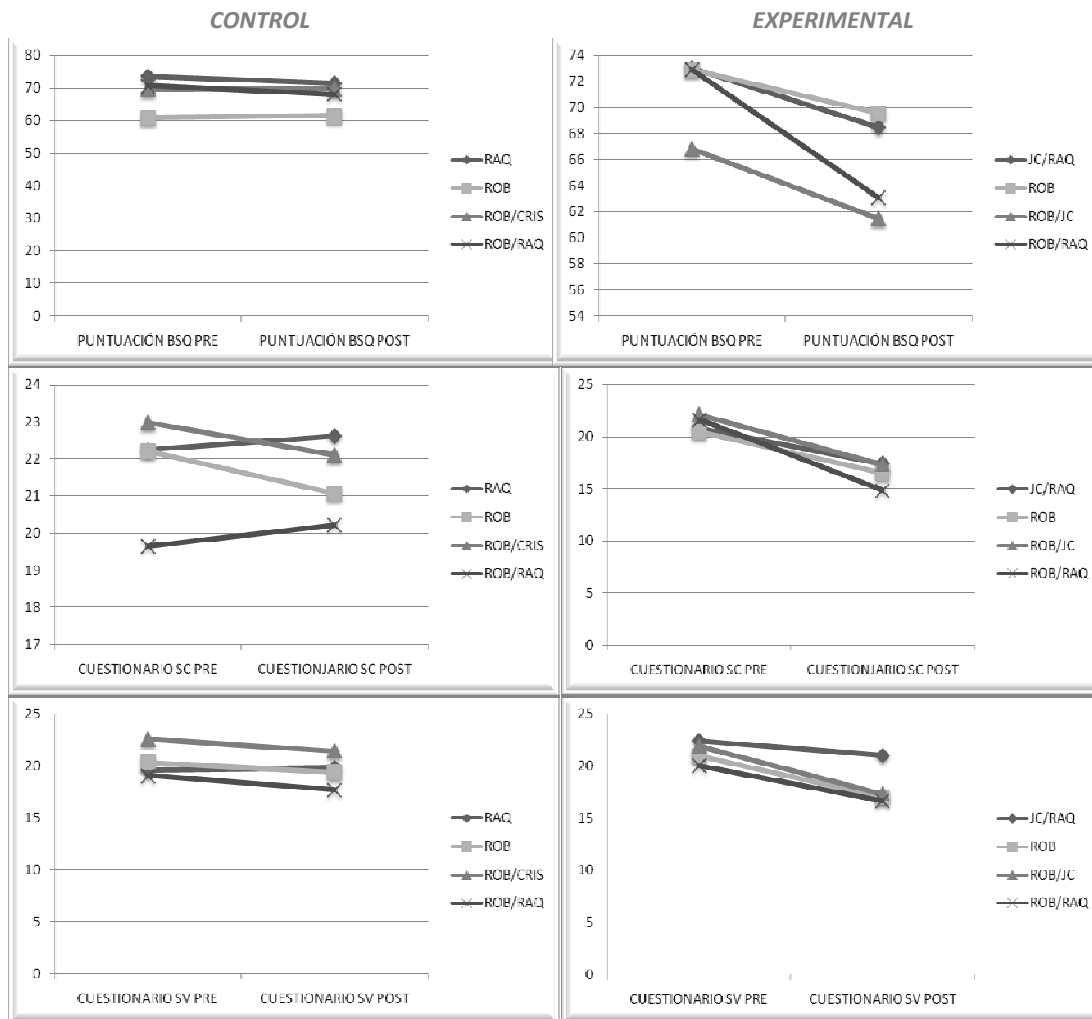 CONTROL
EXPERIMENTAL
80
70
60
50
40
30
20
10
0
PUNTUACIÓN BSQ PRE PUNTUACIÓN BSQ POST
RAQ
ROB
ROB/CRIS
ROB/RAQ
74
72
70
68
66
64
62
60
58
56
54
PUNTUACIÓN BSQ PRE PUNTUACIÓN BSQ POST
JC/RAQ
ROB
ROB/JC
ROB/RAQ
24
23
22
21
20
19
18
17
CUESTIONARIO SC PRE CUESTIONJARIO SC POST
RAQ
ROB
ROB/CRIS
ROB/RAQ
25
20
15
10
5
0
CUESTIONARIO SC PRE CUESTIONJARIO SC POST
JC/RAQ
ROB
ROB/JC
ROB/RAQ
25
20
15
10
5
0
CUESTIONARIO SV PRE CUESTIONARIO SV POST
RAQ
ROB
ROB/CRIS
ROB/RAQ
25
20
15
10
5
0
CUESTIONARIO SV PRE CUESTIONARIO SV POST
JC/RAQ
ROB
ROB/JC
ROB/RAQ